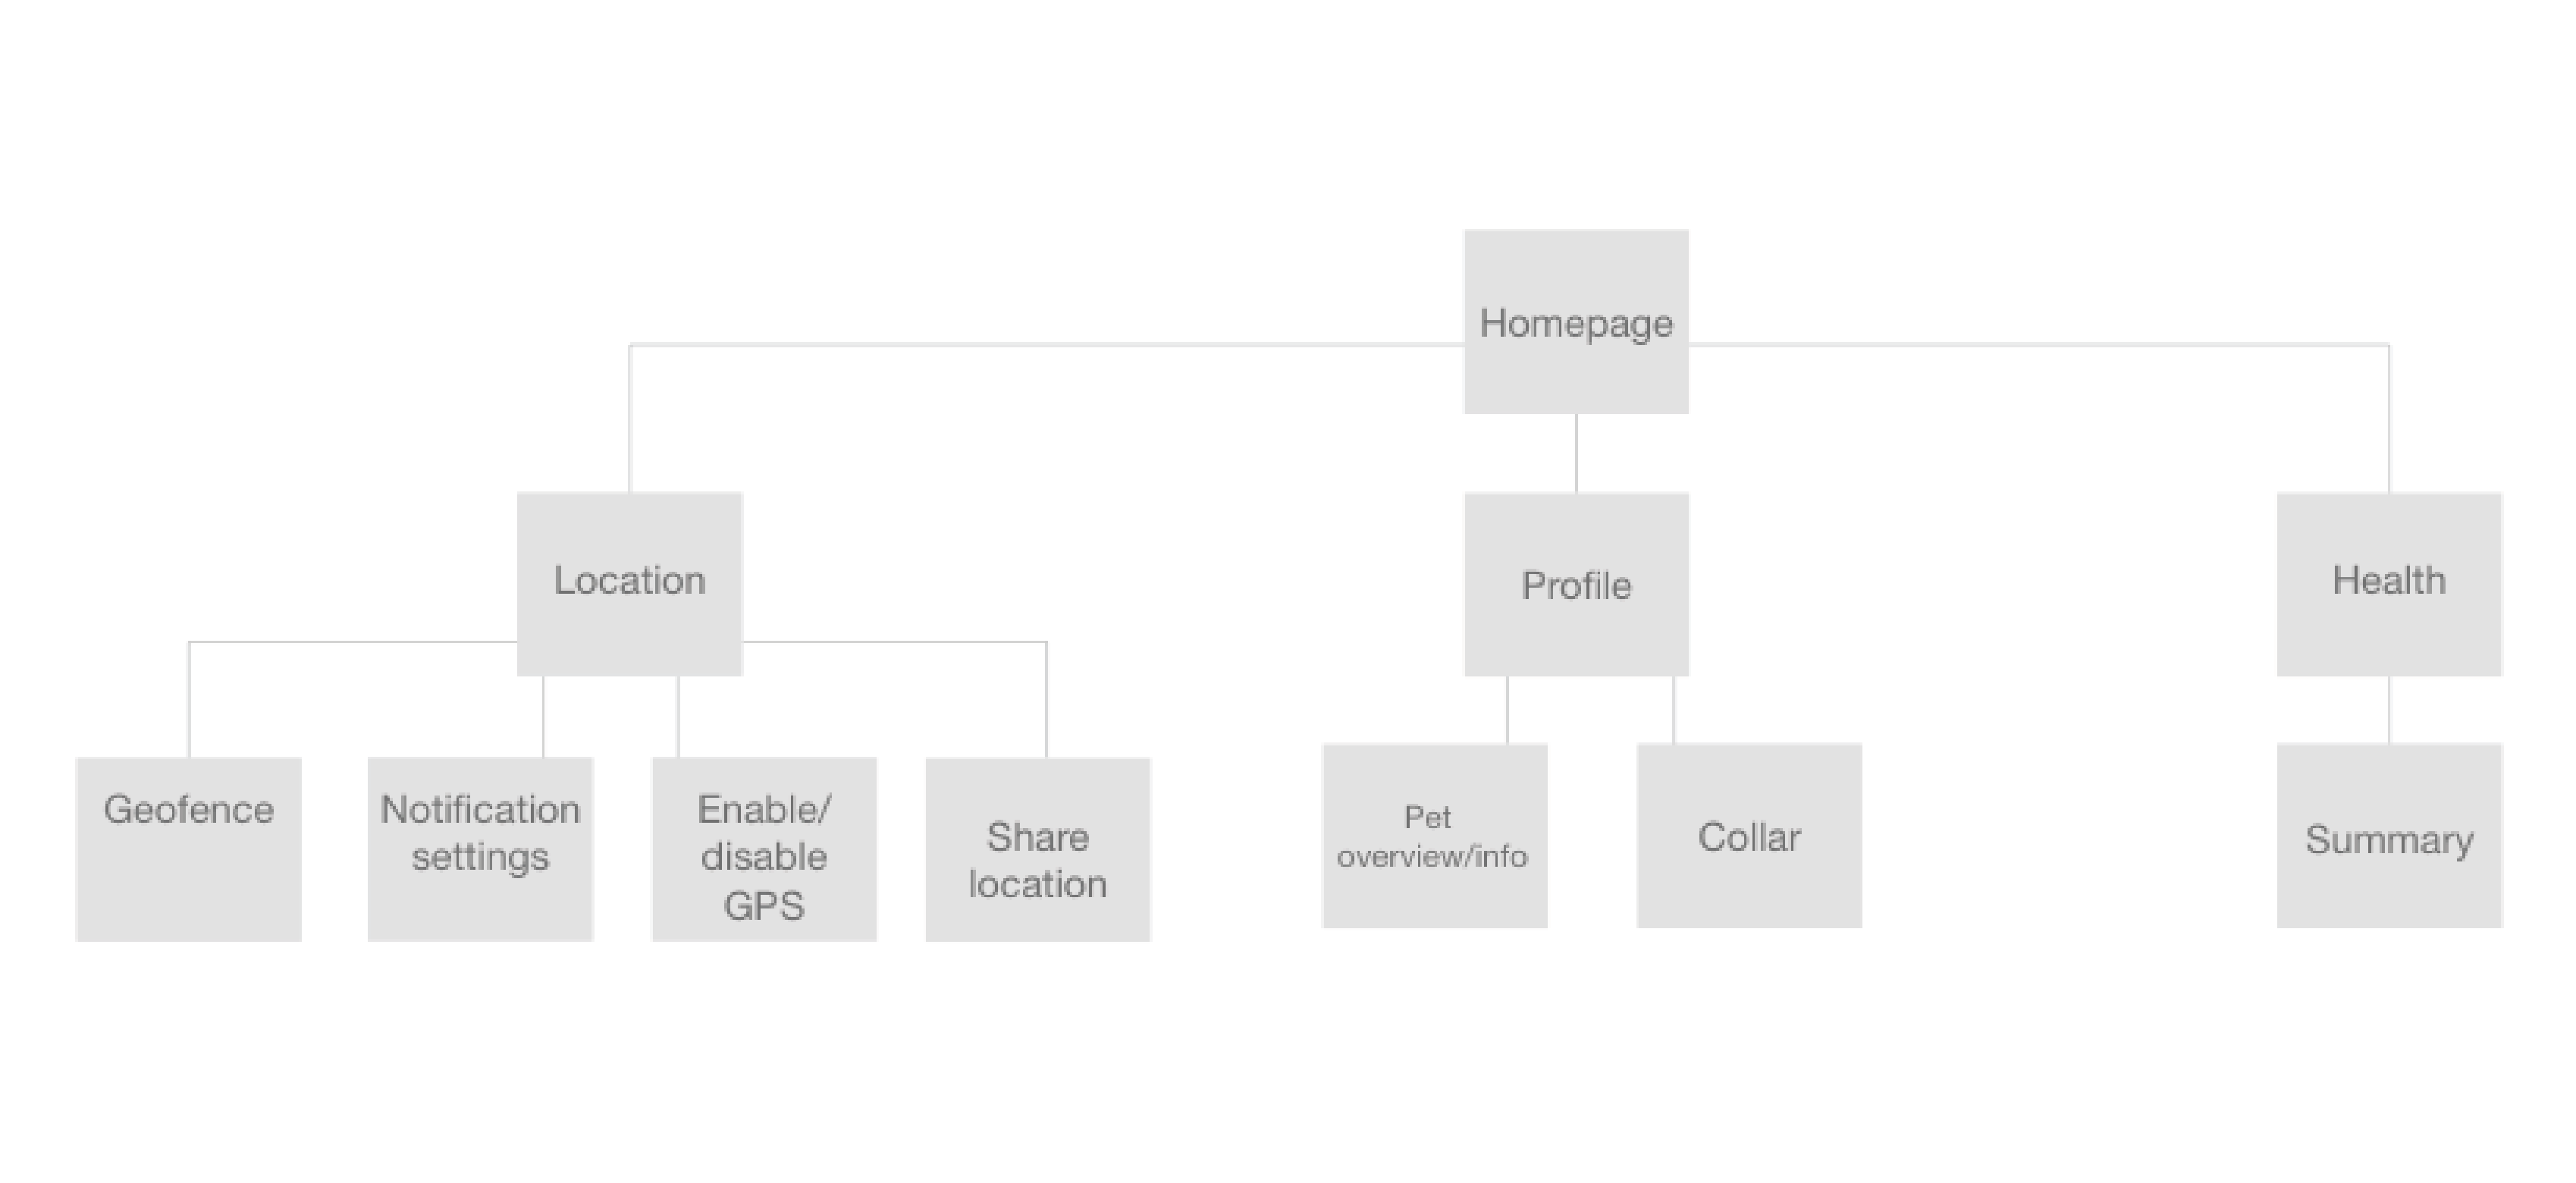 Homepage
Location
Profile
Health
Geofence
Notification
settings
Enable/
disable
GPS
Share
location
Pet
overview/info
Collar
Summary